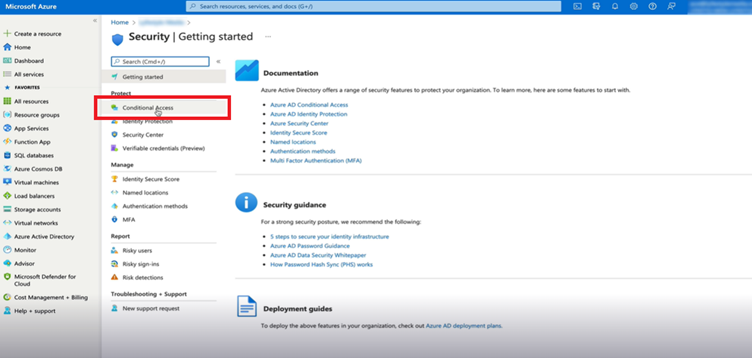 Microsoft Azure
Search resources, services, and docs (G+/)
Create a resource
Home
Dashboard
All services
FAVORITES
All resources
Resource groups
App Services
Function App
SQL databases
Azure Cosmos DB
Virtual machines
Load balancers
Storage accounts
Virtual networks
Azure Active Directory
Monitor
Advisor
Microsoft Defender for
Cloud
Cost Management + Billing
Help + support
Home >
Security | Getting started ...
Search (Cmd+/)
Getting started
Protect
Conditional Access
Identity Protection
Security Center
Verifiable credentials (Preview)
Manage
Identity Secure Score
Named locations
Authentication methods
MFA
Report
Risky users
Risky sign-ins
Risk detections
Troubleshooting + Support
New support request
Documentation
Azure Active Directory offers a range of security features to protect your organization. To learn more, here are some features to start with.
Azure AD Conditional Access
Azure AD Identity Protection
Azure Security Center
Identity Secure Score
Named locations
Authentication methods
Multi Factor Authentication (MFA)
Security guidance
For a strong security posture, we recommend the following:
5 steps to secure your identity infrastructure
Azure AD Password Guidance
Azure AD Data Security Whitepaper
How Password Hash Sync (PHS) works
Deployment guides
To deploy the above features in your organization, check out Azure AD deployment plans.